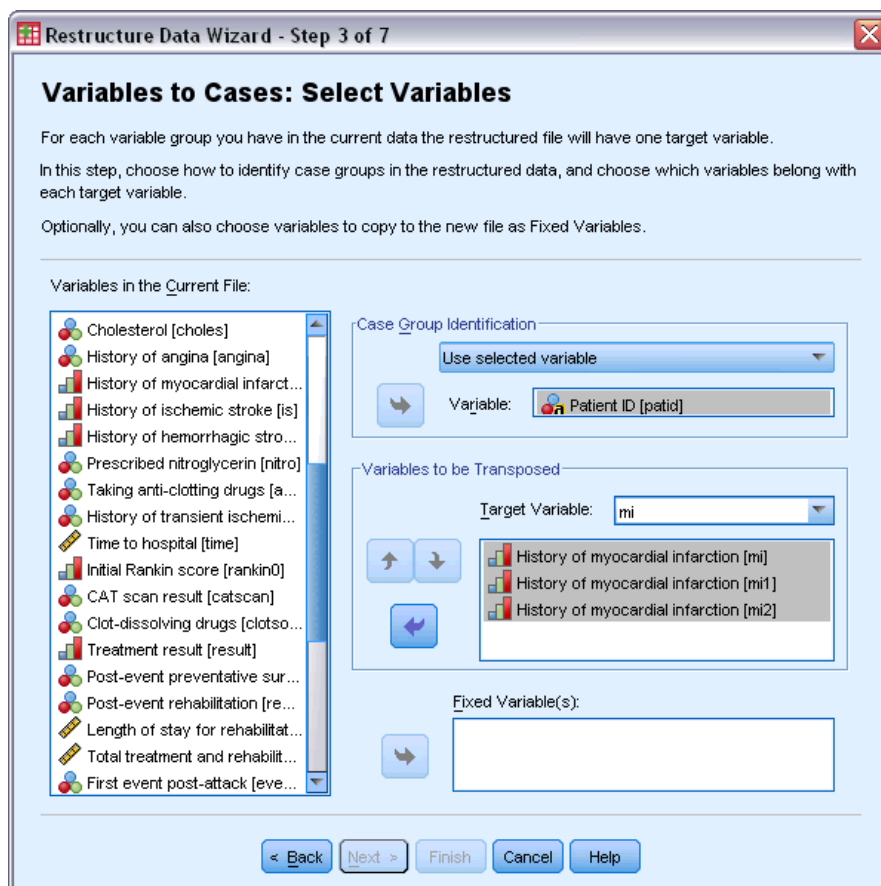 Restructure Data Wizard - Step 3 of 7
Variables to Cases: Select Variables
For each variable group you have in the current data the restructured file will have one target variable.
In this step, choose how to identify case groups in the restructured data, and choose which variables belong with
each target variable.
Optionally, you can also choose variables to copy to the new file as Fixed Variables.
Variables in the Current File:
Cholesterol [choles]
History of angina [angina]
History of myocardial infarct...
History of ischemic stroke [is]
History of hemorrhagic stro...
Prescribed nitroglycerin [nitro]
Taking anti-clotting drugs [a...
History of transient ischemi...
Time to hospital [time]
Initial Rankin score [rankin0]
CAT scan result [catscan]
Clot-dissolving drugs [clotso...
Treatment result [result]
Post-event preventative sur...
Post-event rehabilitation [re...
Length of stay for rehabilitat...
Total treatment and rehabilit...
First event post-attack [eve...
Case Group Identification
Use selected variable
Variable:
a Patient ID [patid]
Variables to be Transposed
Target Variable:
mi
History of myocardial infarction [mi]
History of myocardial infarction [mi1]
History of myocardial infarction [mi2]
Fixed Variable(s):
< Back
Next >
Finish
Cancel
Help